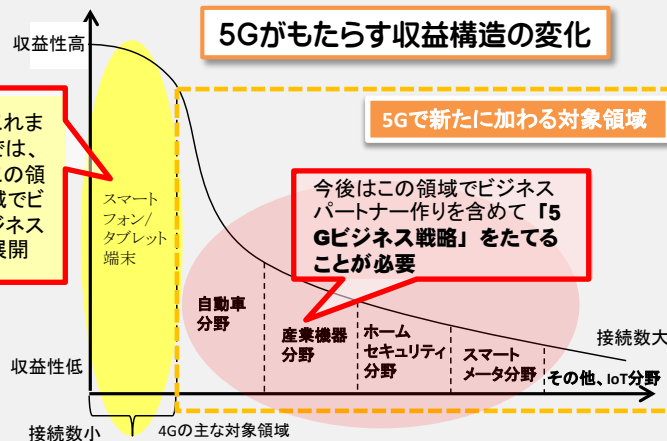 5Gがもたらす収益構造の変化
収益性高
5Gで新たに加わる対象領域
これま
では、
この領
域でビ
ジネス
展開
スマート
フォン/
タブレット
端末
今後はこの領域でビジネス
パートナー作りを含めて「5
Gビジネス戦略」をたてる
ことが必要
自動車
分野
産業機器
分野
ホーム
セキュリティ
分野
スマート
メータ分野
その他、IoT分野
接続数大
収益性低
接続数小
4Gの主な対象領域